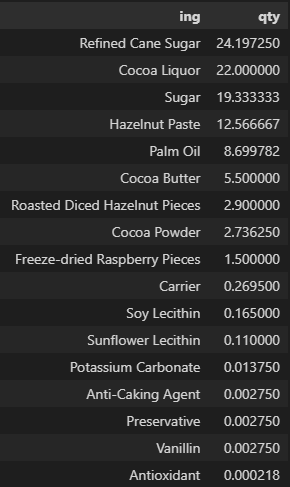 ing qty
Refined Cane Sugar 24.197250
Cocoa Liquor 22.000000
Sugar 19.333333
Hazelnut Paste 12.566667
Palm Oil 8.699782
Cocoa Butter 5.500000
Roasted Diced Hazelnut Pieces 2.900000
Cocoa Powder 2.736250
Freeze-dried Raspberry Pieces 1.500000
Carrier 0.269500
Soy Lecithin 0.165000
Sunflower Lecithin 0.110000
Potassium Carbonate 0.013750
Anti-Caking Agent 0.002750
Preservative 0.002750
Vanillin 0.002750
Antioxidant 0.000218